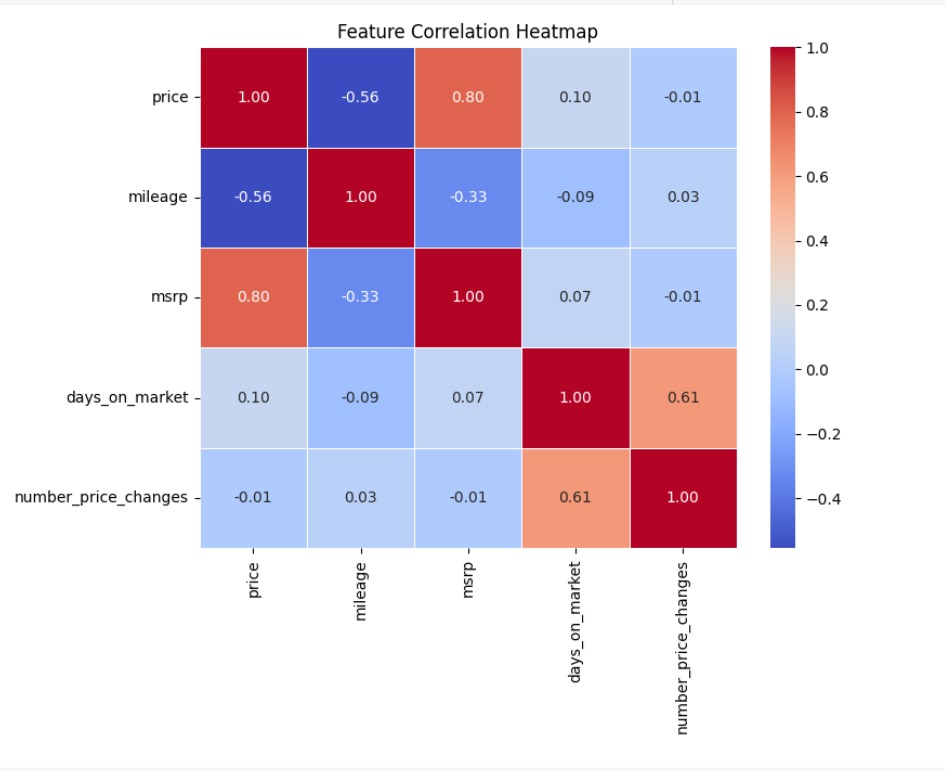 Feature Correlation Heatmap
price 1.00 -0.56 0.80 0.10 -0.01
mileage -0.56 1.00 -0.33 -0.09 0.03
msrp 0.80 -0.33 1.00 0.07 -0.01
days_on_market 0.10 -0.09 0.07 1.00 0.61
number_price_changes -0.01 0.03 -0.01 0.61 1.00
price
mileage
msrp
days_on_market
number_price_changes
1.0
0.8
0.6
0.4
0.2
0.0
−0.2
−0.4